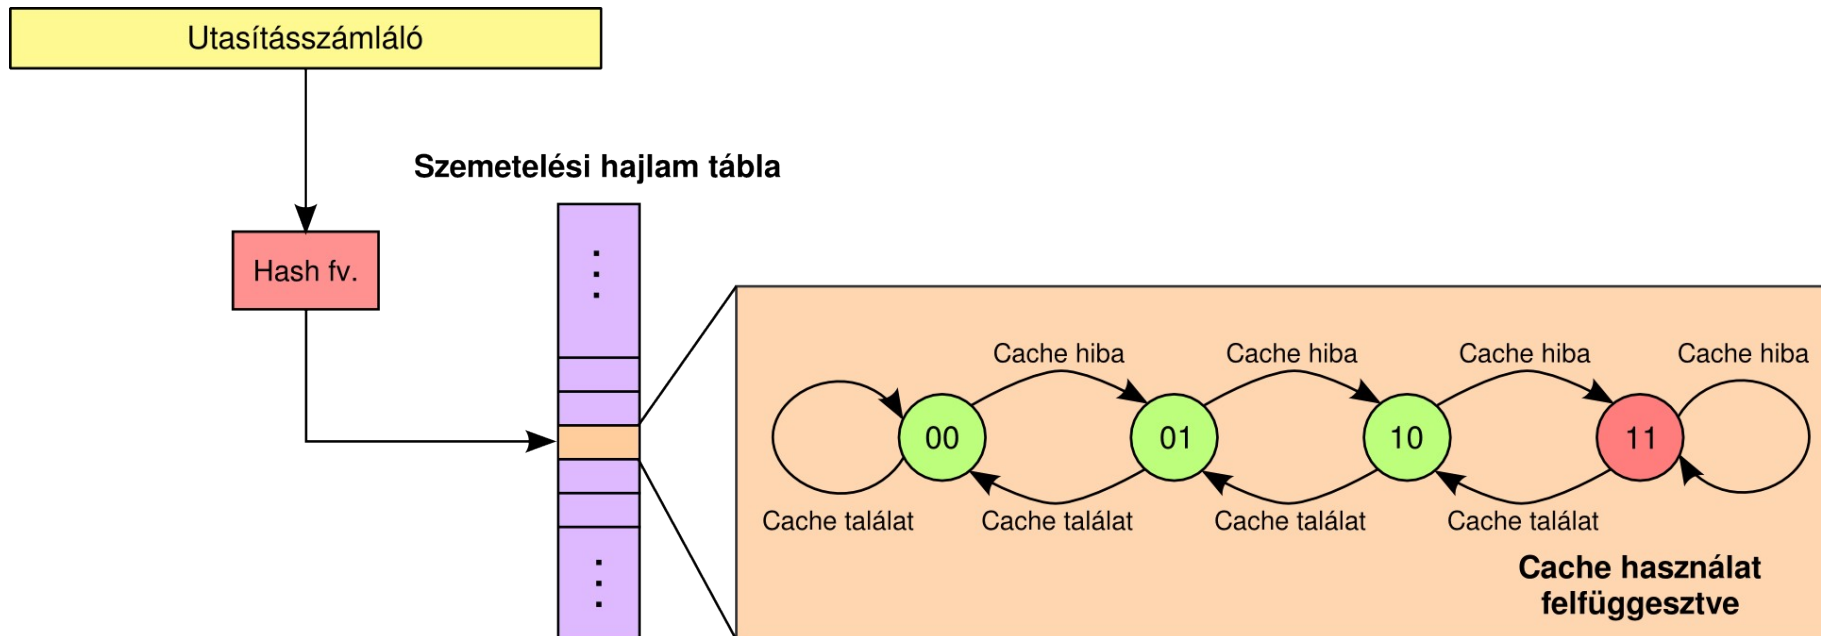 Utasításszámláló
Szemetelési hajlam tábla
Hash fv.
Cache hiba
Cache hiba
Cache hiba
Cache hiba
00
01
10
11
Cache találat
Cache találat
Cache találat
Cache találat
Cache használat
felfüggesztve